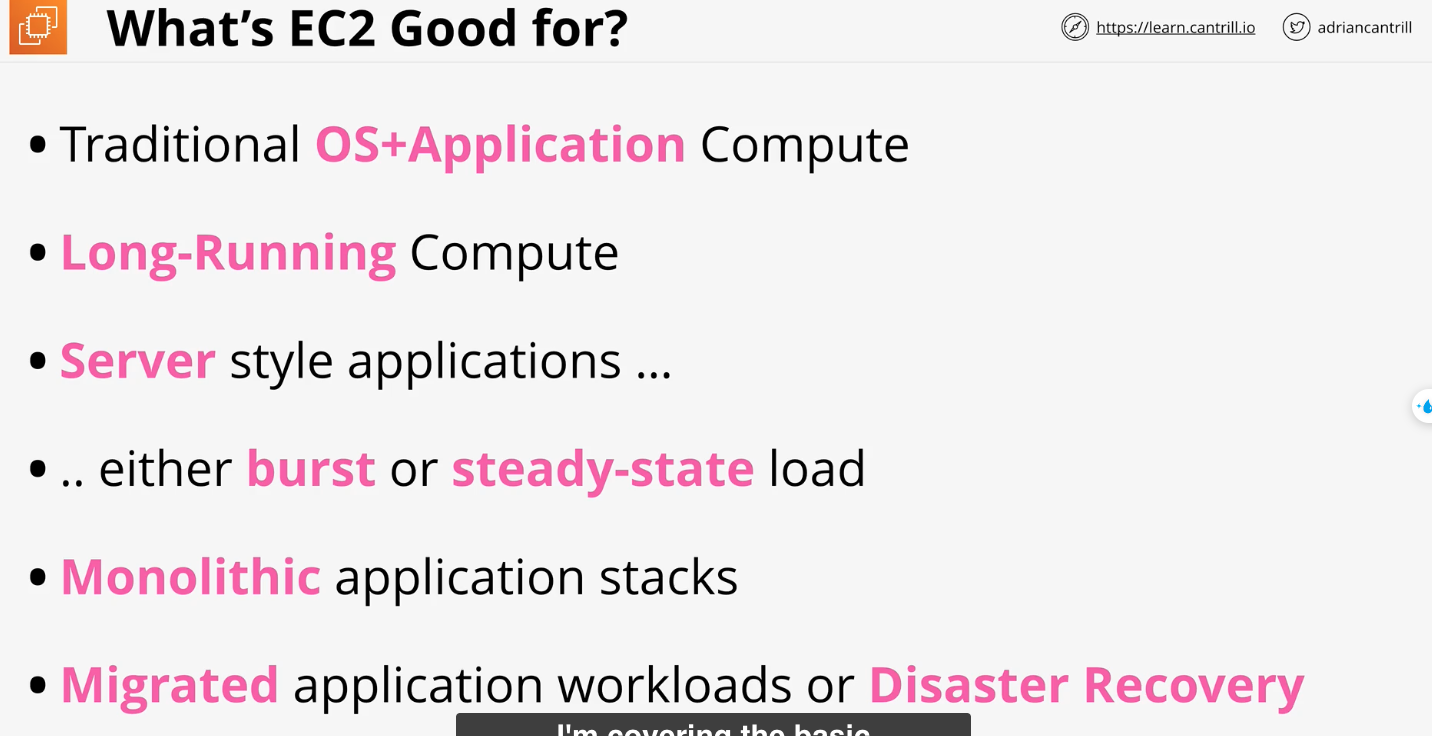 What's EC2 Good for?
https://learn.cantrill.io
adriancantrill
• Traditional OS+Application Compute
• Long-Running Compute
• Server style applications ...
• .. either burst or steady-state load
• Monolithic application stacks
• Migrated application workloads or Disaster Recovery
I'm covering the basic